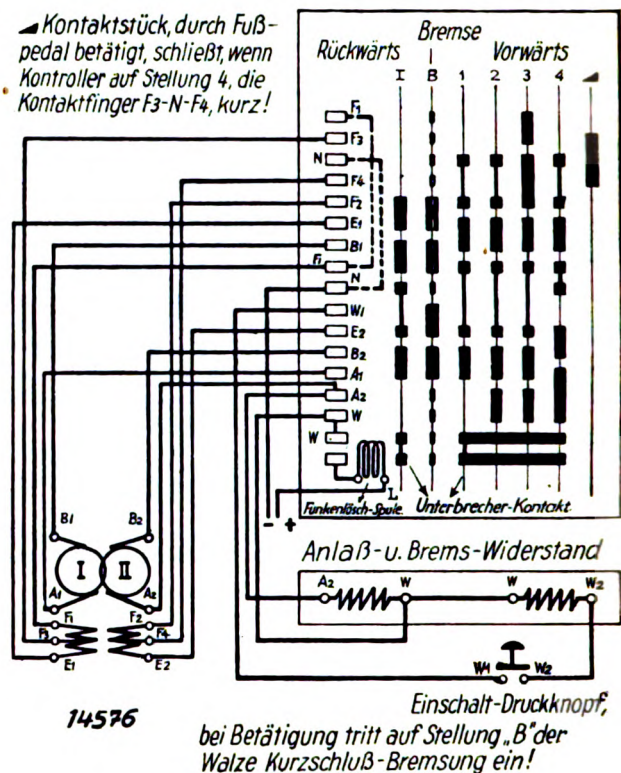 ◢ Kontaktstück, durch Fuß-
pedal betätigt, schließt, wenn
Kontroller auf Stellung 4, die
Kontaktfinger F3-N-F4, kurz!
Bremse
Rückwärts Vorwärts
I B 1 2 3 4 ◢
F1
F3
N
F4
F2
E1
B1
F1
N
W1
E2
B2
A1
A2
W
W
L
Funkenlösch-Spule. Unterbrecher-Kontakt.
- +
B1 B2
I II
A1 A2
F1 F2
F3 F4
E1 E2
Anlaß- u. Brems-Widerstand
A2 W W W2
W1 W2
Einschalt-Druckknopf,
14576
bei Betätigung tritt auf Stellung „B" der
Walze Kurzschluß-Bremsung ein!